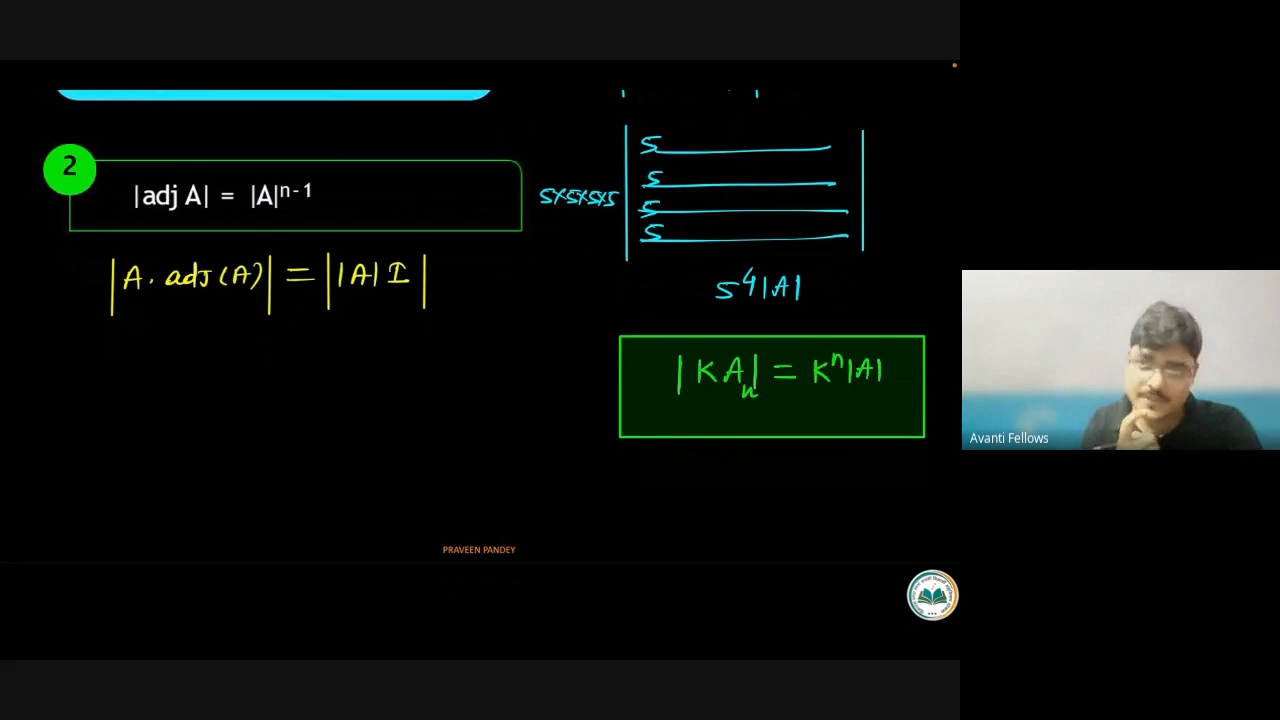 2
|adj A| = |A|ⁿ⁻¹
|A. adj(A)| = ||A| I|
5
5
5×5×5×5
5
5
5⁴|A|
|KAₙ| = Kⁿ|A|
Avanti Fellows
PRAVEEN PANDEY